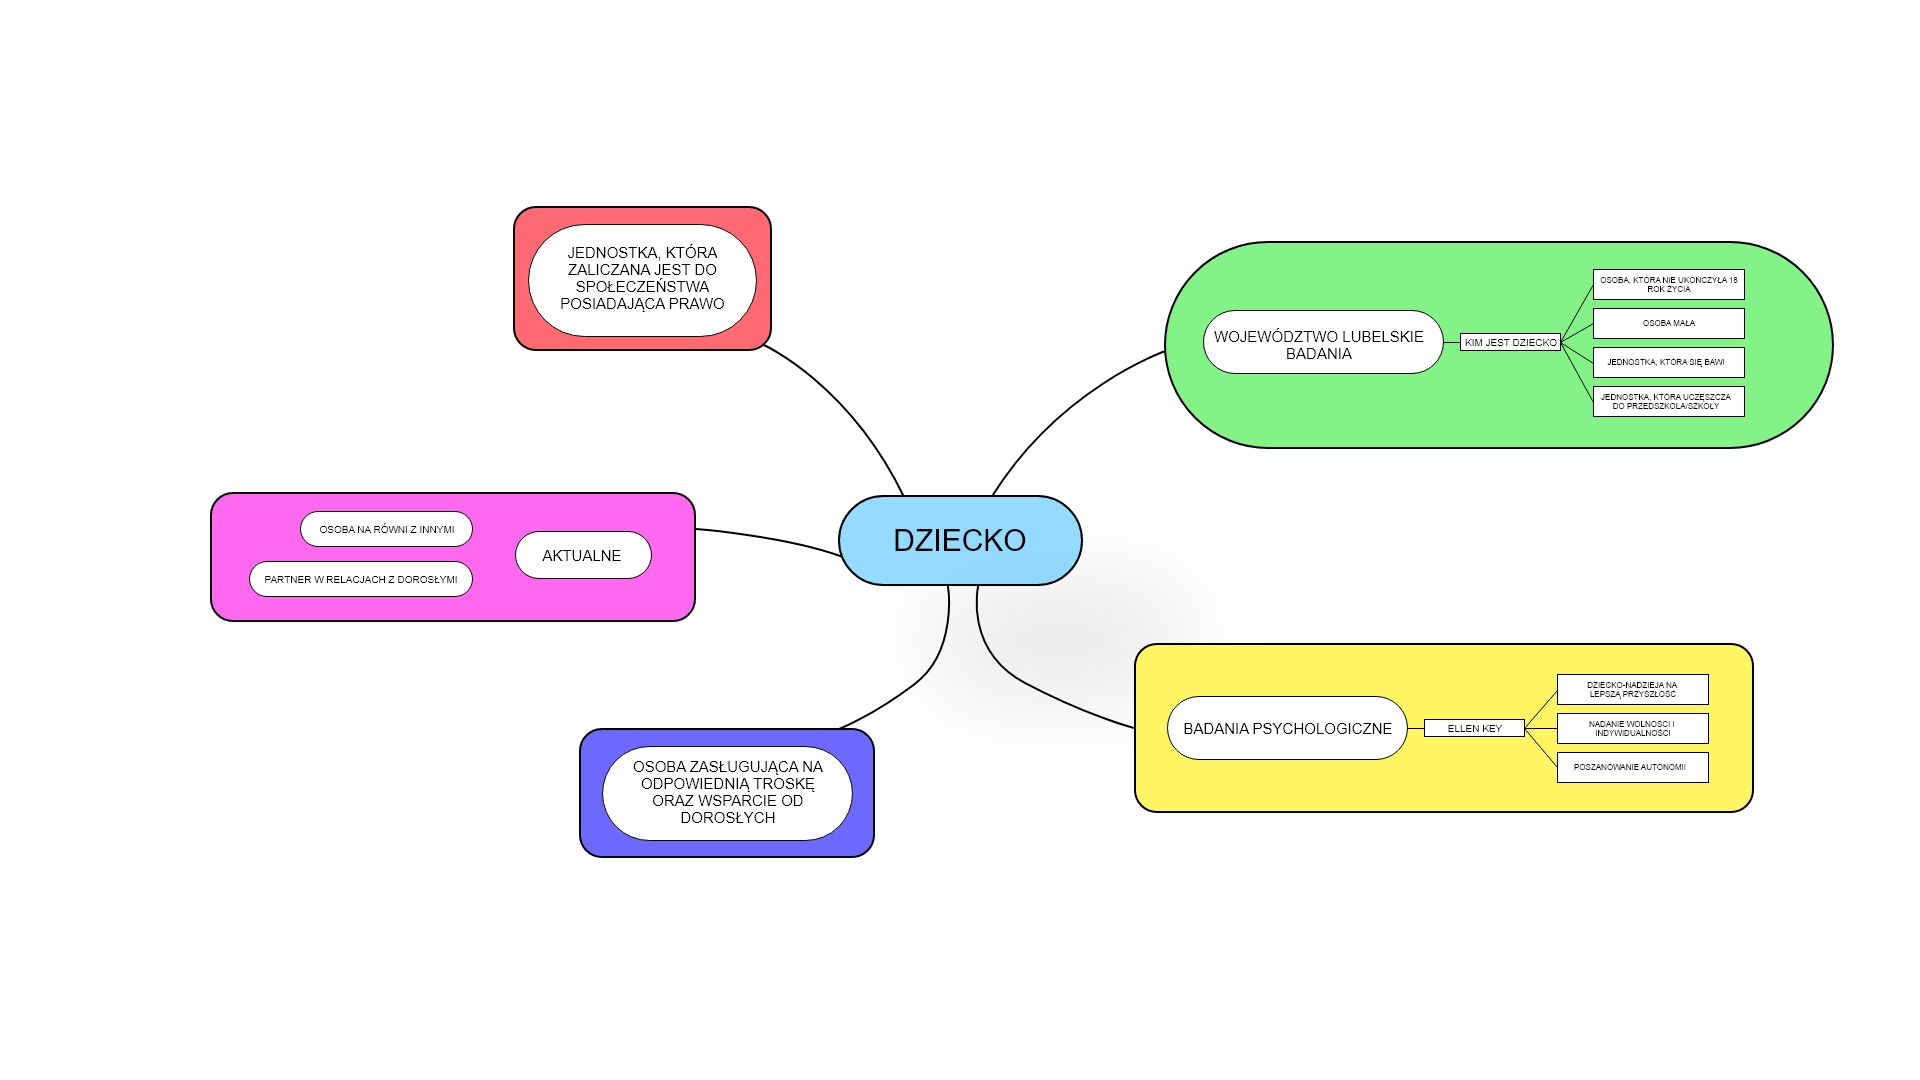 JEDNOSTKA, KTÓRA
ZALICZANA JEST DO
SPOŁECZEŃSTWA
POSIADAJĄCA PRAWO
WOJEWÓDZTWO LUBELSKIE
BADANIA
KIM JEST DZIECKO
OSOBA, KTÓRA NIE UKOŃCZYŁA 18
ROK ŻYCIA
OSOBA MAŁA
JEDNOSTKA, KTÓRA SIĘ BAWI
JEDNOSTKA, KTÓRA UCZĘSZCZA
DO PRZEDSZKOLA/SZKOŁY
DZIECKO
OSOBA NA RÓWNI Z INNYMI
PARTNER W RELACJACH Z DOROSŁYMI
AKTUALNE
OSOBA ZASŁUGUJĄCA NA
ODPOWIEDNIĄ TROSKĘ
ORAZ WSPARCIE OD
DOROSŁYCH
BADANIA PSYCHOLOGICZNE
ELLEN KEY
DZIECKO-NADZIEJA NA
LEPSZĄ PRZYSZŁOŚĆ
NADANIE WOLNOŚCI I
INDYWIDUALNOŚCI
POSZANOWANIE AUTONOMII